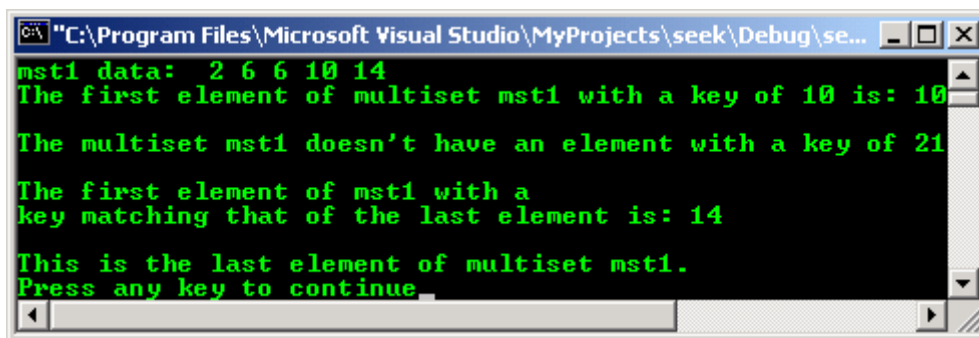 "C:\Program Files\Microsoft Visual Studio\MyProjects\seek\Debug\se...
mst1 data:  2 6 6 10 14
The first element of multiset mst1 with a key of 10 is: 10

The multiset mst1 doesn't have an element with a key of 21

The first element of mst1 with a
key matching that of the last element is: 14

This is the last element of multiset mst1.
Press any key to continue_